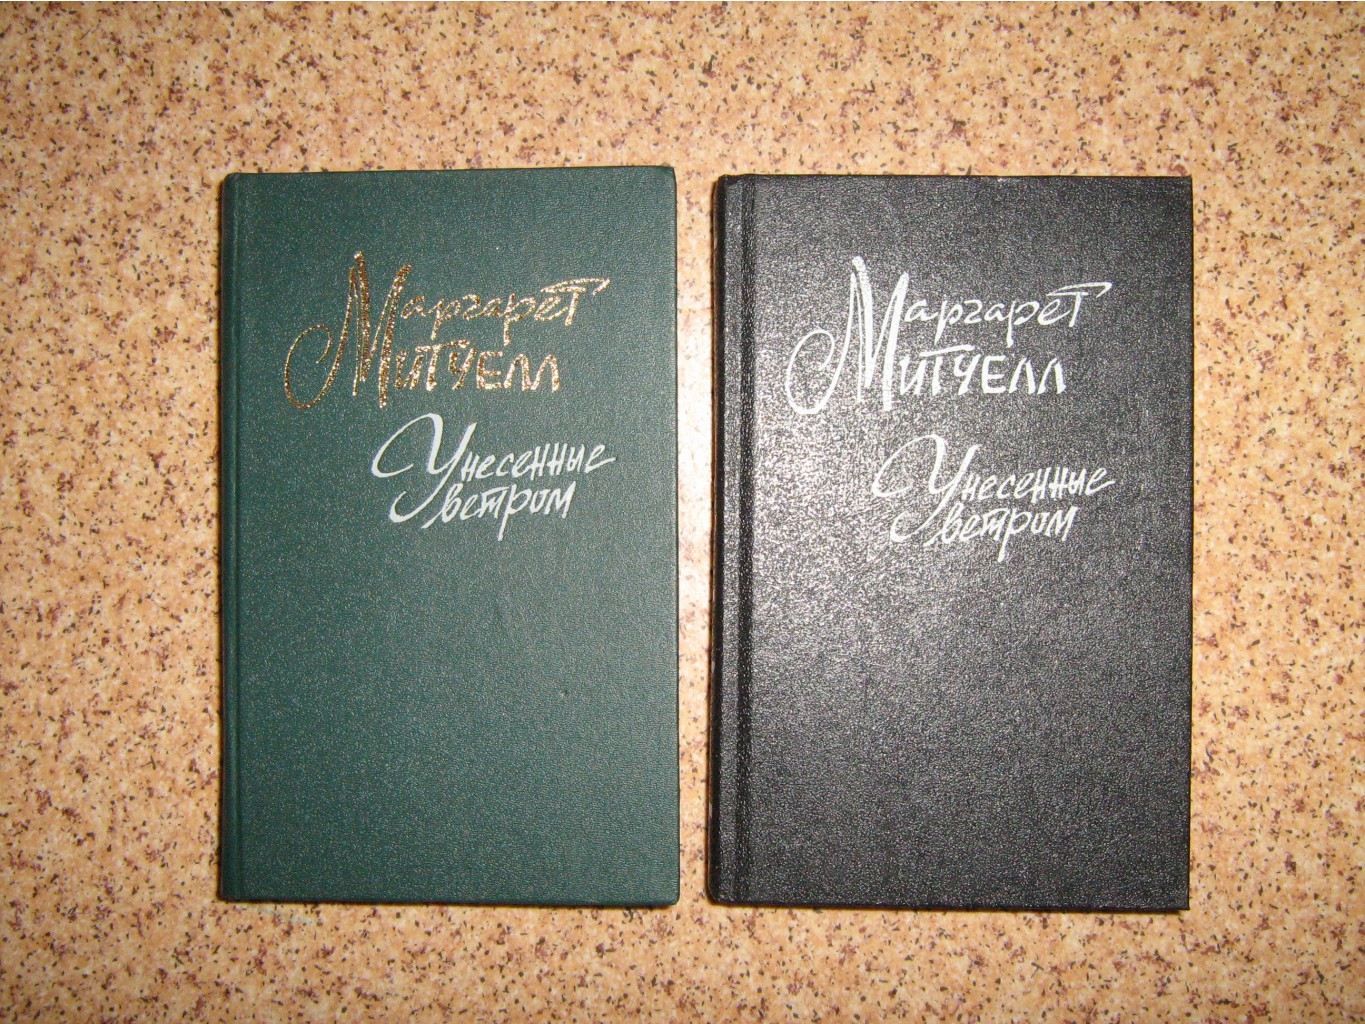 Маргарет
Митчелл
Унесенные
ветром
Маргарет
Митчелл
Унесенные
ветром